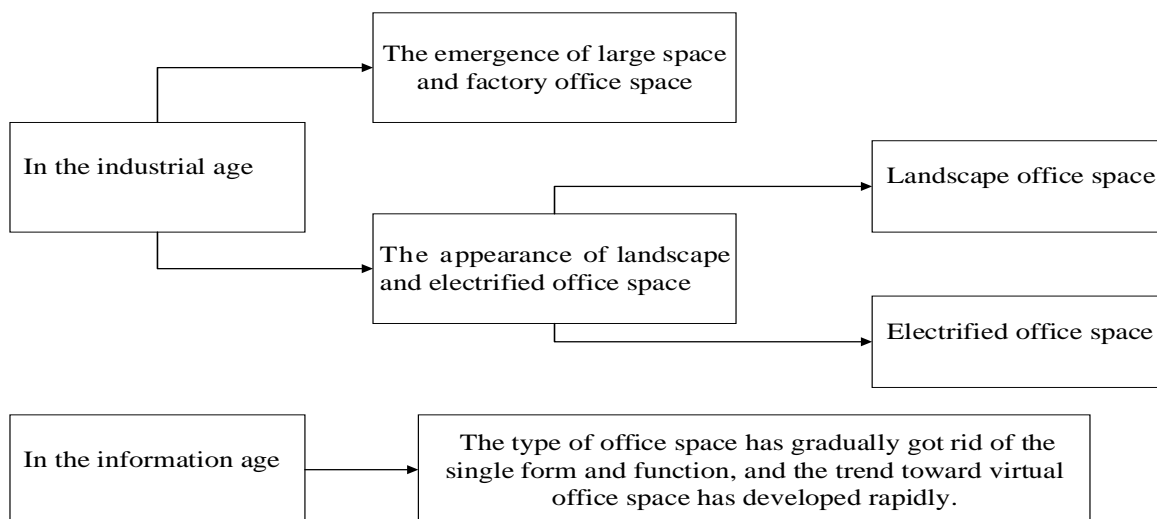 The emergence of large space
and factory office space
In the industrial age
Landscape office space
The appearance of landscape
and electrified office space
Electrified office space
In the information age
The type of office space has gradually got rid of the
single form and function, and the trend toward virtual
office space has developed rapidly.